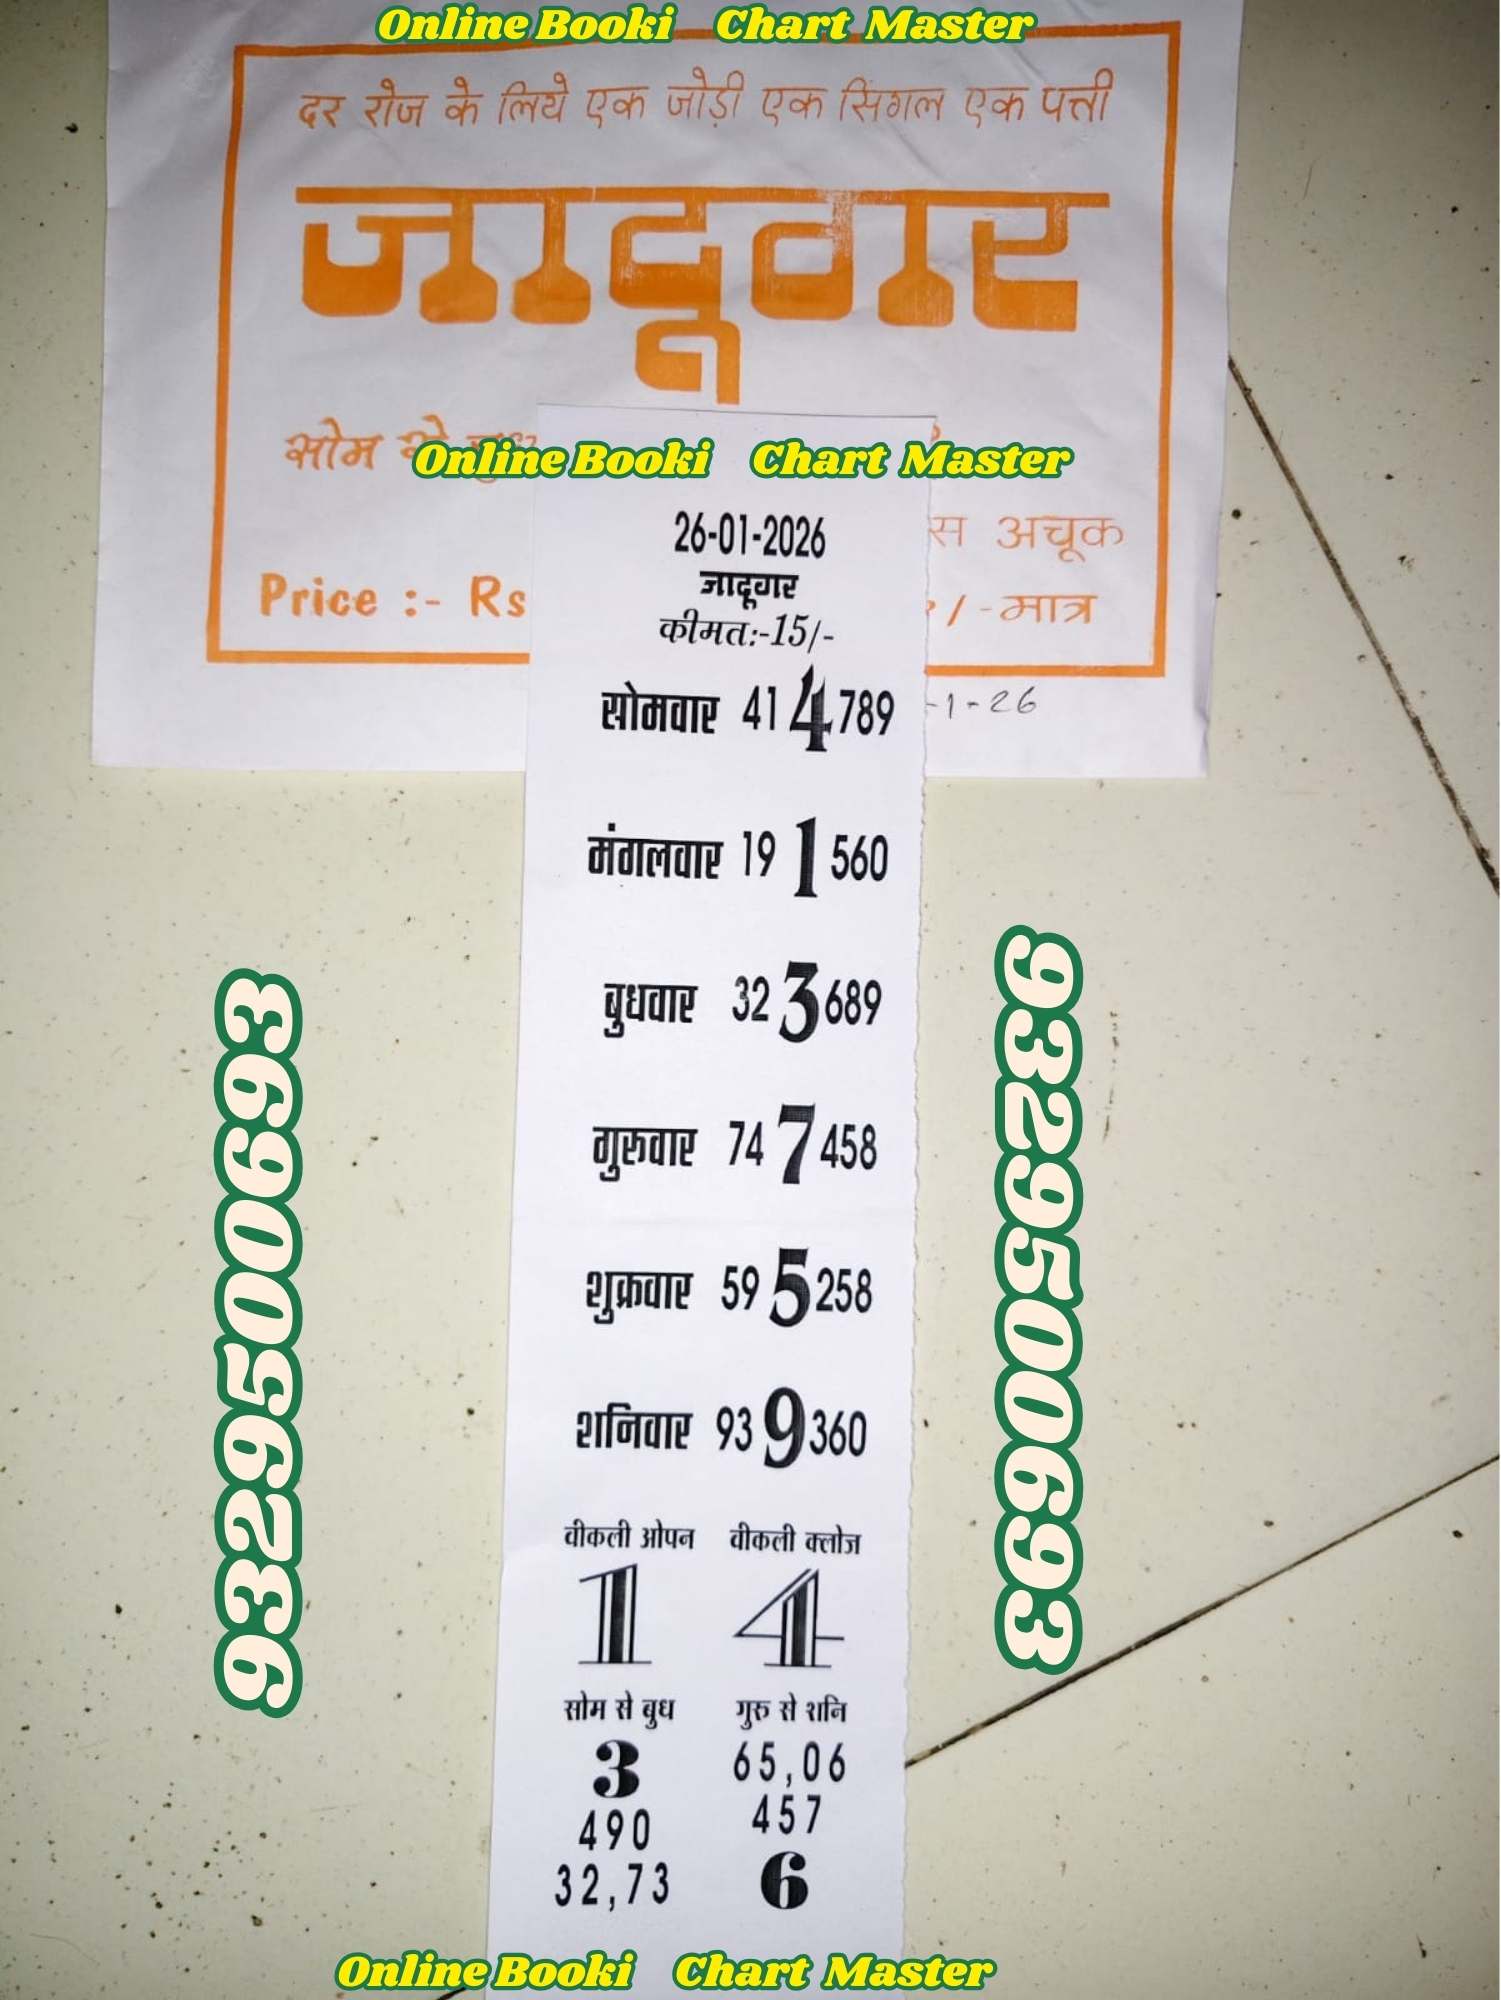 Online Booki Chart Master
दर रोज के लिये एक जोड़ी एक सिंगल एक पत्ती
जादूगर
सोम से बुध
Online Booki Chart Master
स अचूक
Price :- Rs
/-मात्र
-1-26
26-01-2026
जादूगर
कीमतः-15/-
सोमवार 41 4 789
मंगलवार 19 1 560
बुधवार 32 3 689
गुरुवार 74 7 458
शुक्रवार 59 5 258
शनिवार 93 9 360
वीकली ओपन वीकली क्लोज
1 4
सोम से बुध गुरु से शनि
3 65,06
490 457
32,73 6
9329500693
9329500693
Online Booki Chart Master